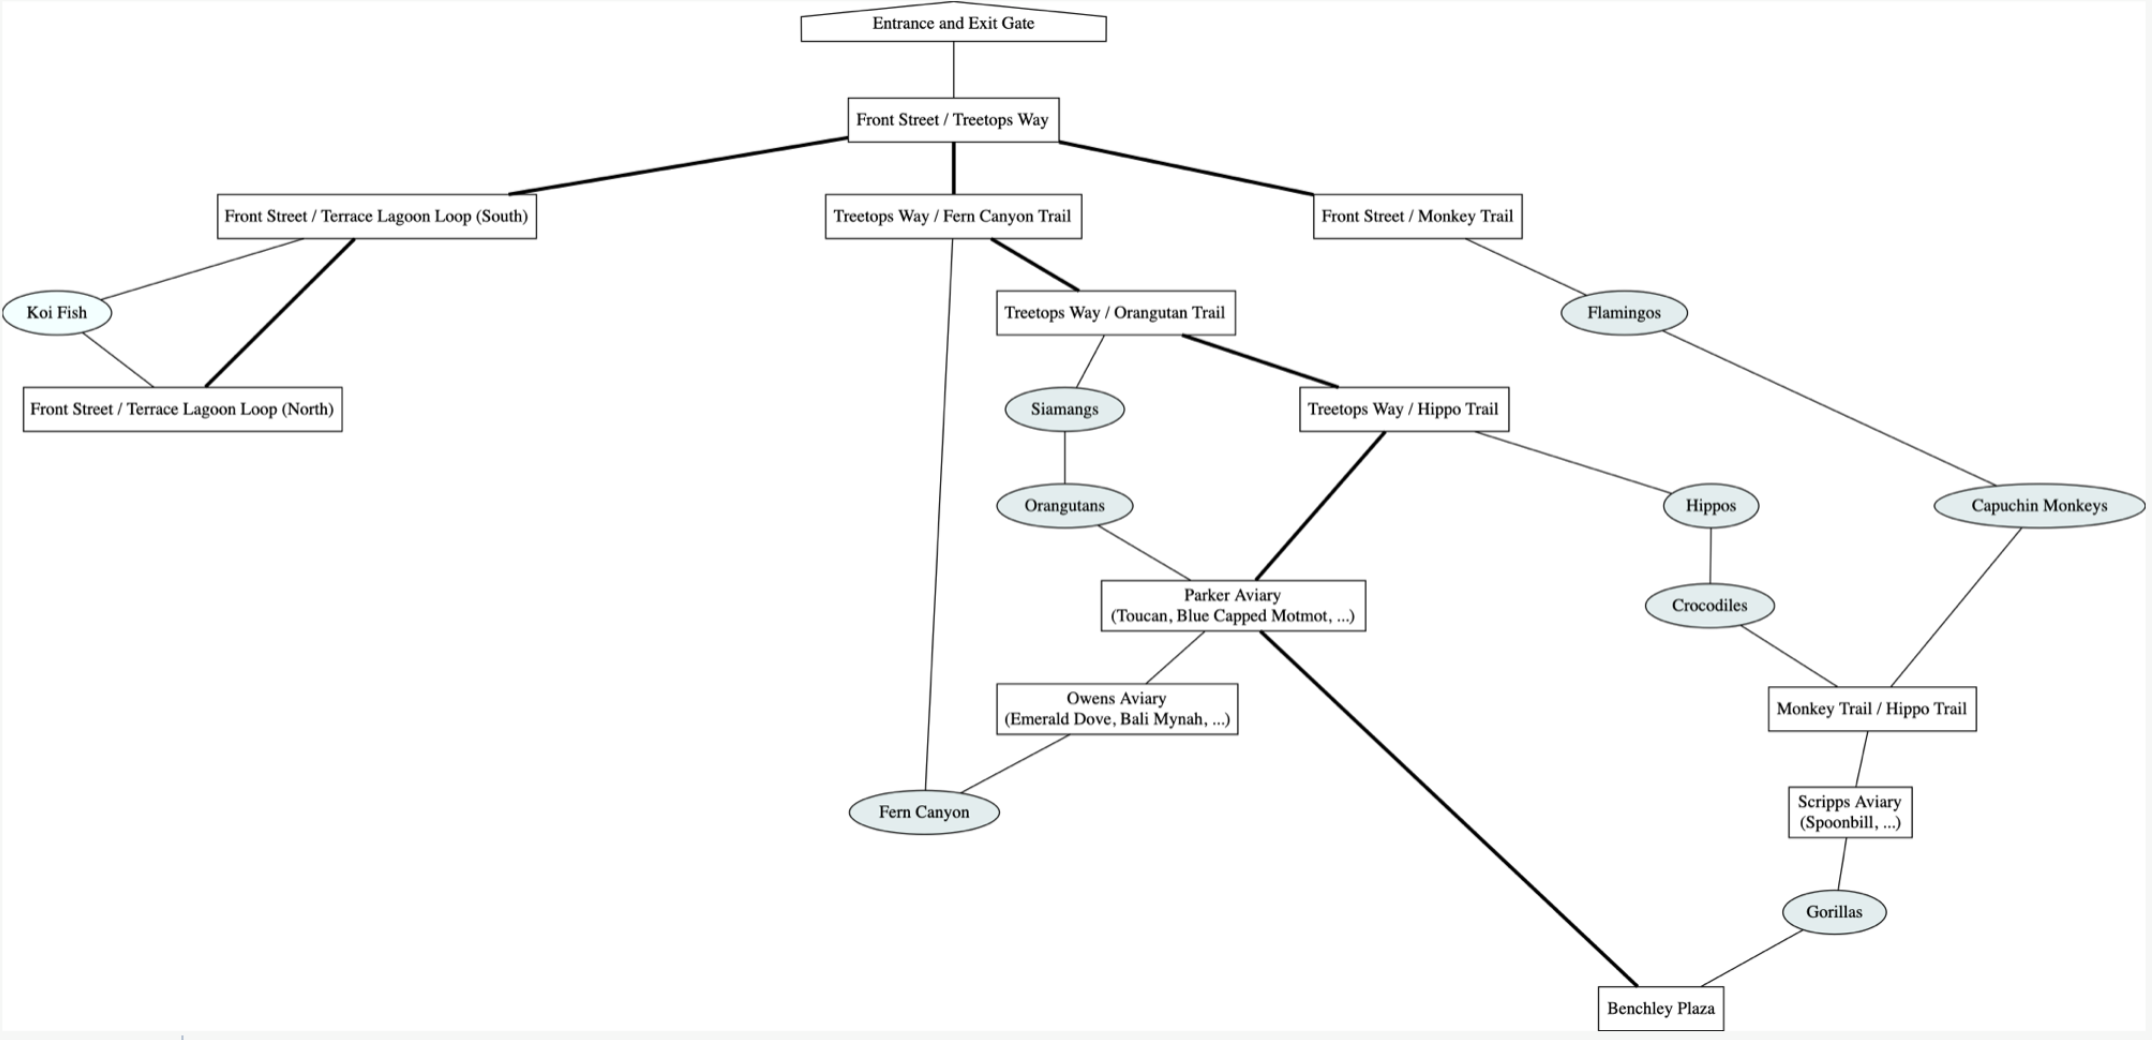 Entrance and Exit Gate
Front Street / Treetops Way
Front Street / Terrace Lagoon Loop (South)
Treetops Way / Fern Canyon Trail
Front Street / Monkey Trail
Koi Fish
Treetops Way / Orangutan Trail
Flamingos
Front Street / Terrace Lagoon Loop (North)
Siamangs
Treetops Way / Hippo Trail
Orangutans
Hippos
Capuchin Monkeys
Parker Aviary
(Toucan, Blue Capped Motmot, ...)
Crocodiles
Owens Aviary
(Emerald Dove, Bali Mynah, ...)
Monkey Trail / Hippo Trail
Fern Canyon
Scripps Aviary
(Spoonbill, ...)
Gorillas
Benchley Plaza